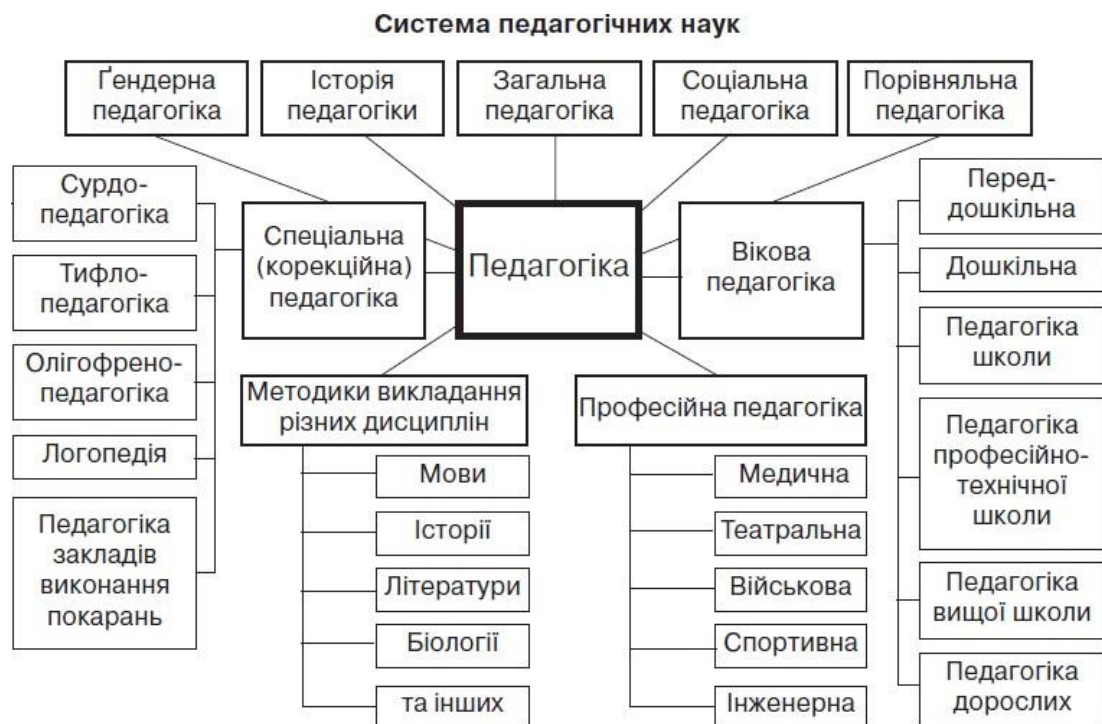 Система педагогічних наук
Ґендерна
педагогіка
Історія
педагогіки
Загальна
педагогіка
Соціальна
педагогіка
Порівняльна
педагогіка
Сурдо-
педагогіка
Тифло-
педагогіка
Олігофрено-
педагогіка
Логопедія
Педагогіка
закладів
виконання
покарань
Спеціальна
(корекційна)
педагогіка
Педагогіка
Вікова
педагогіка
Перед-
дошкільна
Дошкільна
Педагогіка
школи
Педагогіка
професійно-
технічної
школи
Педагогіка
вищої школи
Педагогіка
дорослих
Методики викладання
різних дисциплін
Мови
Історії
Літератури
Біології
та інших
Професійна педагогіка
Медична
Театральна
Військова
Спортивна
Інженерна